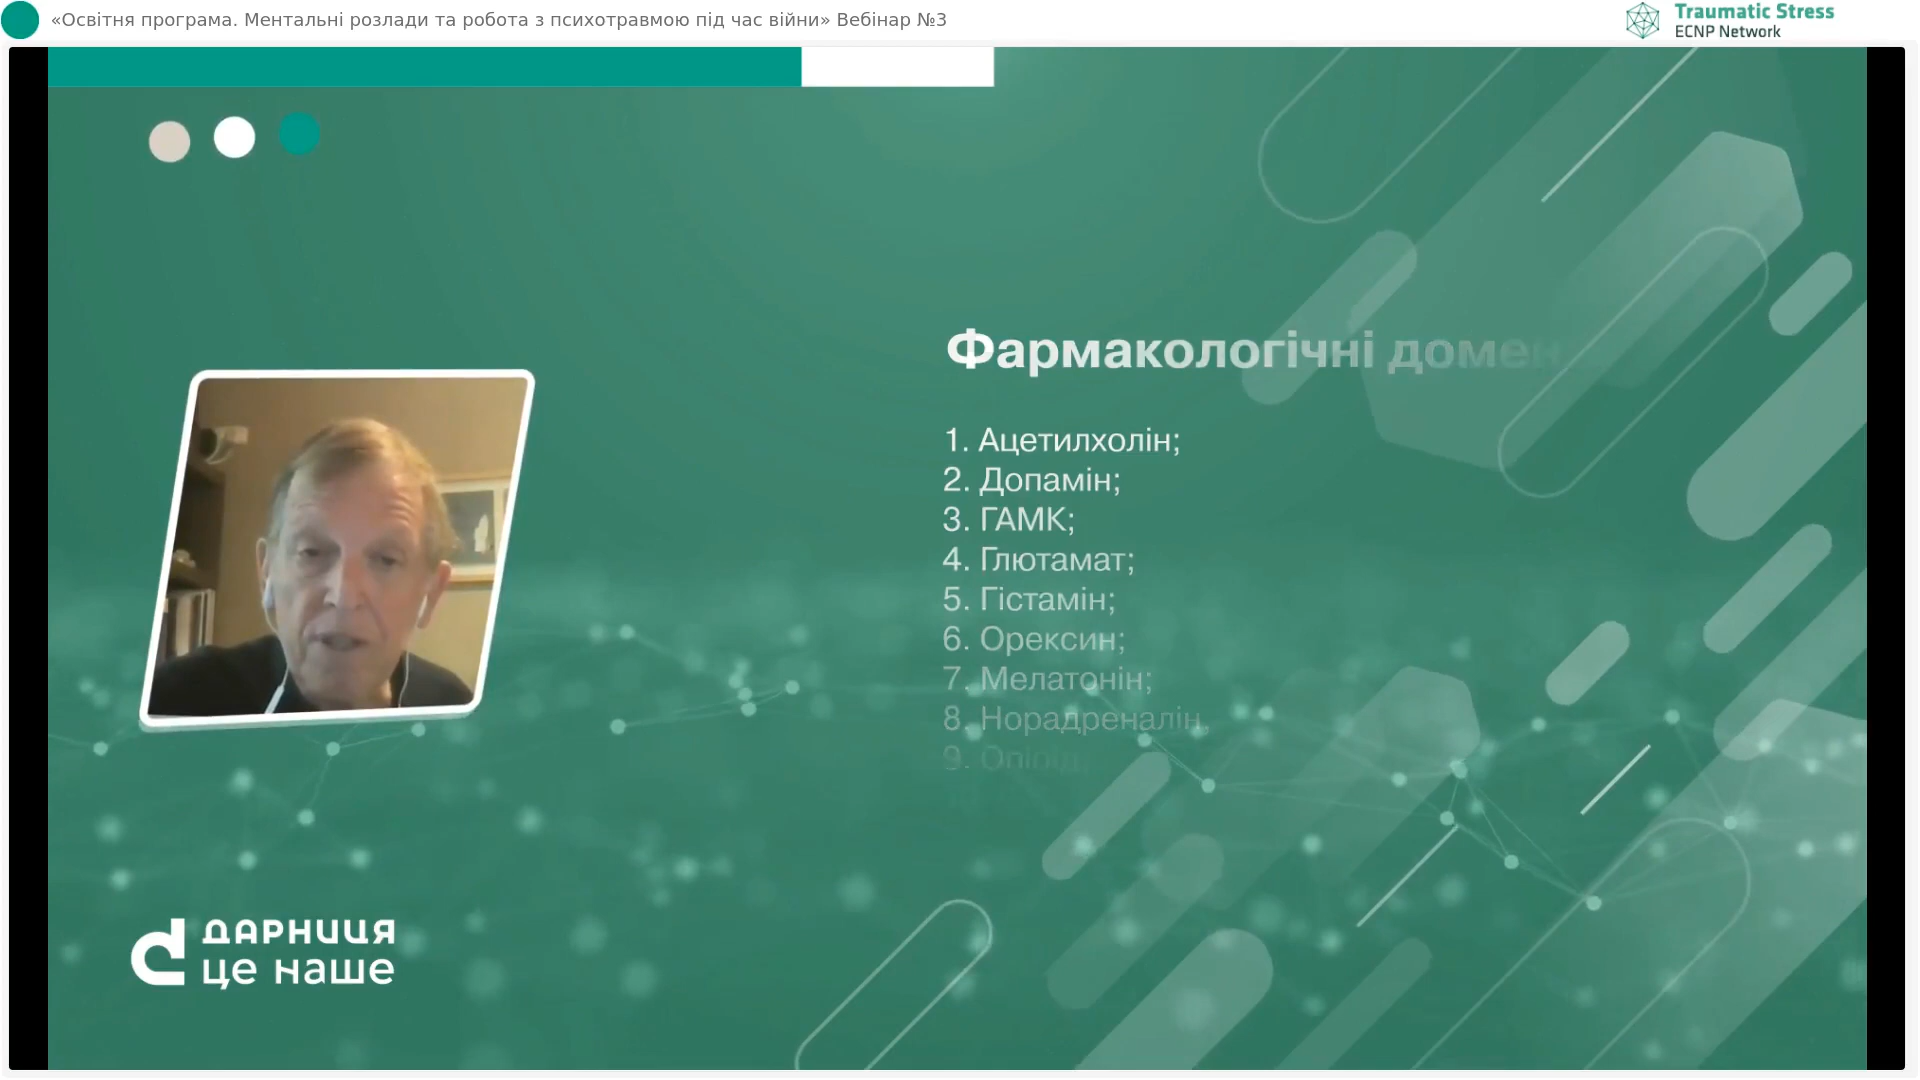 «Освітня програма. Ментальні розлади та робота з психотравмою під час війни» Вебінар №3
Traumatic Stress
ECNP Network
Фармакологічні
1. Ацетилхолін;
2. Допамін;
3. ГАМК;
4. Глютамат;
5. Гістамін;
6. Орексин;
7. Мелатонін;
8. Норадреналін,
9.
ДАРНИЦЯ
це наше